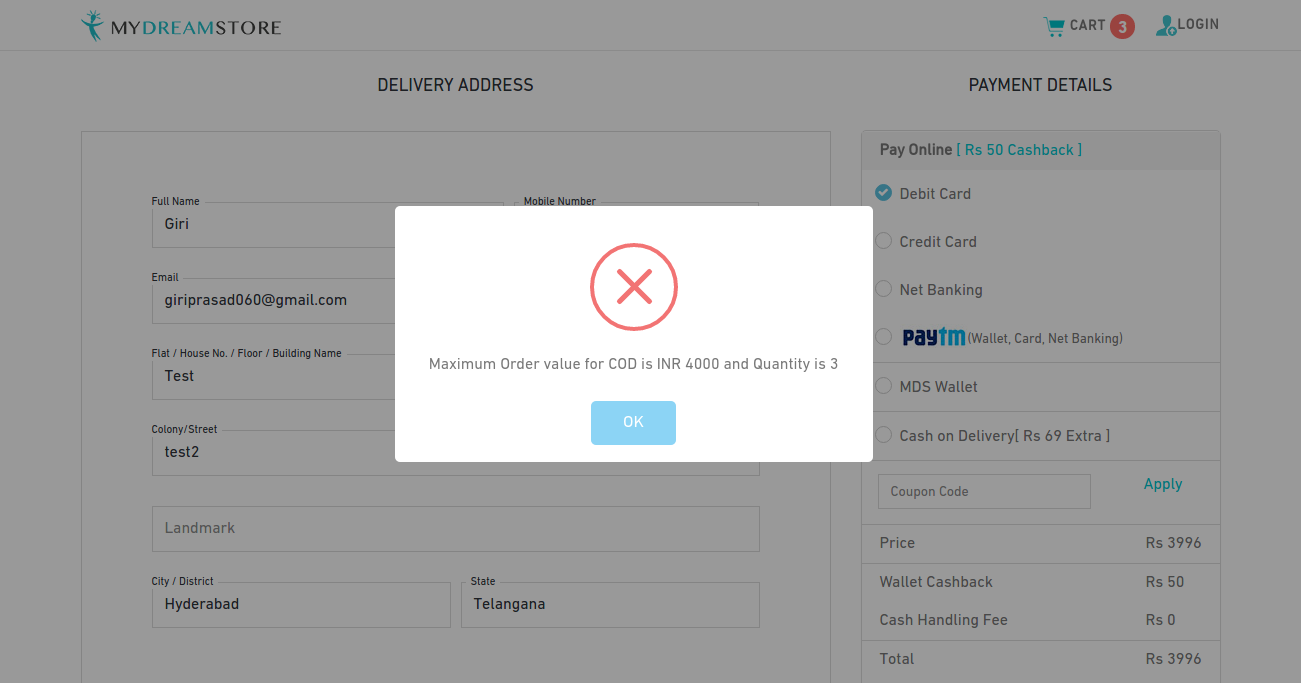 MYDREAMSTORE
CART 3
LOGIN
DELIVERY ADDRESS
PAYMENT DETAILS
Full Name
Giri
Mobile Number
Email
giriprasad060@gmail.com
Flat / House No. / Floor / Building Name
Test
Colony/Street
test2
Landmark
City / District
Hyderabad
State
Telangana
Maximum Order value for COD is INR 4000 and Quantity is 3
OK
Pay Online [ Rs 50 Cashback ]
Debit Card
Credit Card
Net Banking
paytm (Wallet, Card, Net Banking)
MDS Wallet
Cash on Delivery[ Rs 69 Extra ]
Coupon Code
Apply
Price Rs 3996
Wallet Cashback Rs 50
Cash Handling Fee Rs 0
Total Rs 3996